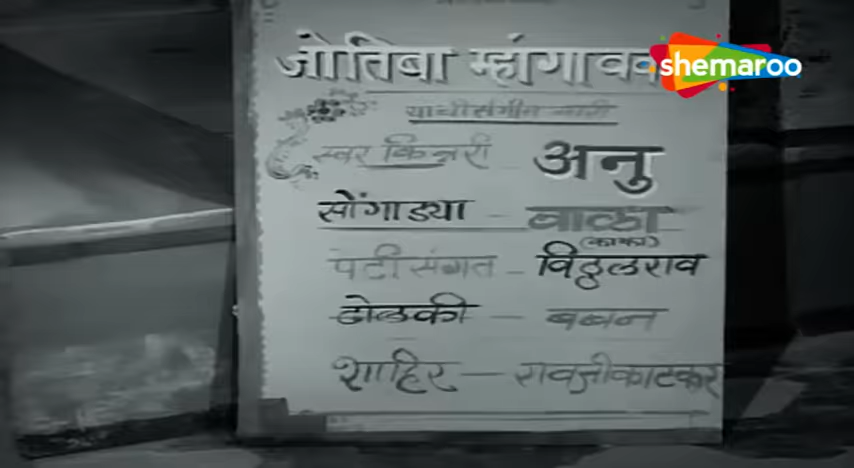 जोतिबा म्हांगावक
shemaroo
यांची संगीत बारी
स्वर किन्नरी अनु
सोंगाड्या - वाळा
(काका)
पेटी संगत - विठ्ठलराव
ढोलकी - बबन
शाहिर - रावजी काटकर